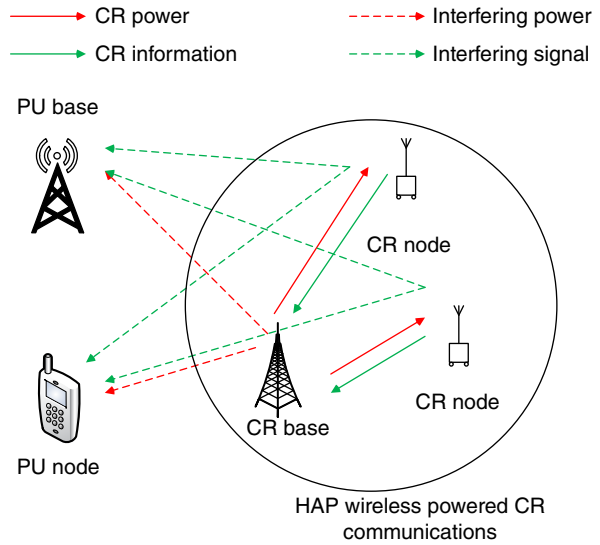 CR power
Interfering power
CR information
Interfering signal
PU base
CR node
CR node
CR base
PU node
HAP wireless powered CR
communications